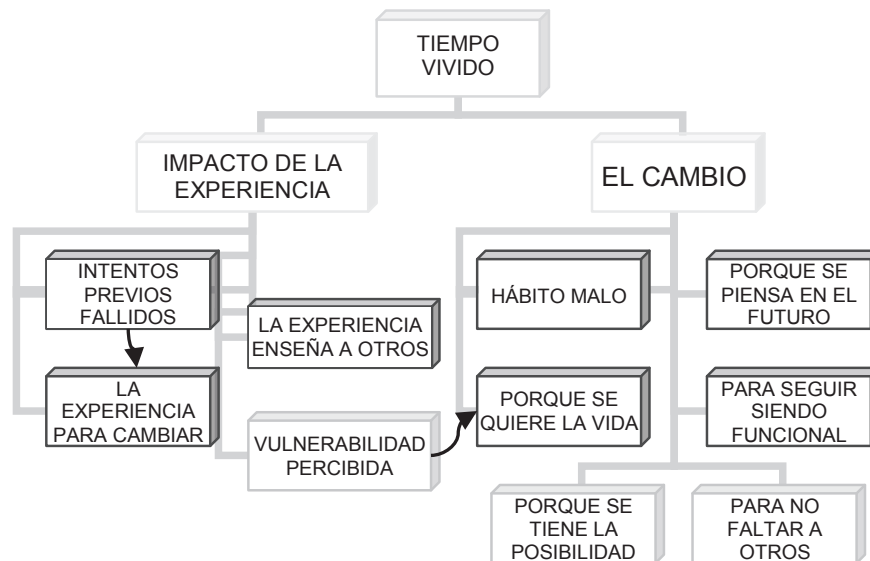 TIEMPO
VIVIDO
IMPACTO DE LA
EXPERIENCIA
EL CAMBIO
INTENTOS
PREVIOS
FALLIDOS
LA EXPERIENCIA
ENSEÑA A OTROS
HÁBITO MALO
PORQUE SE
PIENSA EN EL
FUTURO
LA
EXPERIENCIA
PARA CAMBIAR
VULNERABILIDAD
PERCIBIDA
PORQUE SE
QUIERE LA VIDA
PARA SEGUIR
SIENDO
FUNCIONAL
PORQUE SE
TIENE LA
POSIBILIDAD
PARA NO
FALTAR A
OTROS